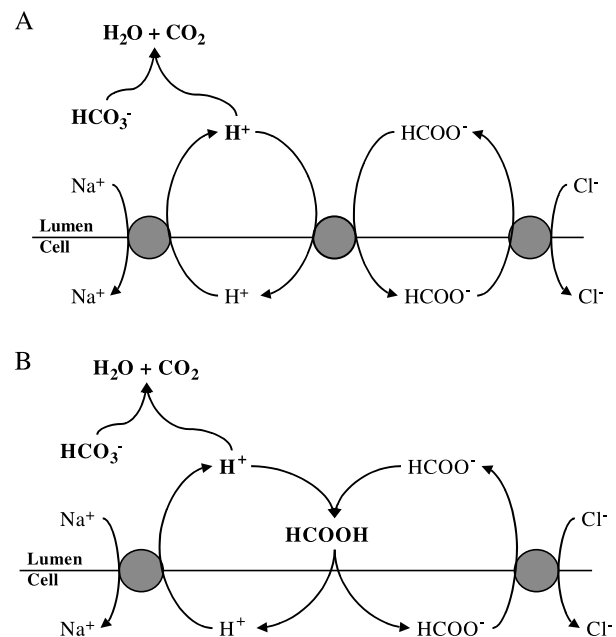 A
H₂O + CO₂
HCO₃⁻ H⁺ HCOO⁻
Na⁺ Cl⁻
Lumen
Cell
Na⁺ H⁺ HCOO⁻ Cl⁻
B
H₂O + CO₂
HCO₃⁻ H⁺ HCOO⁻
Na⁺ HCOOH Cl⁻
Lumen
Cell
Na⁺ H⁺ HCOO⁻ Cl⁻